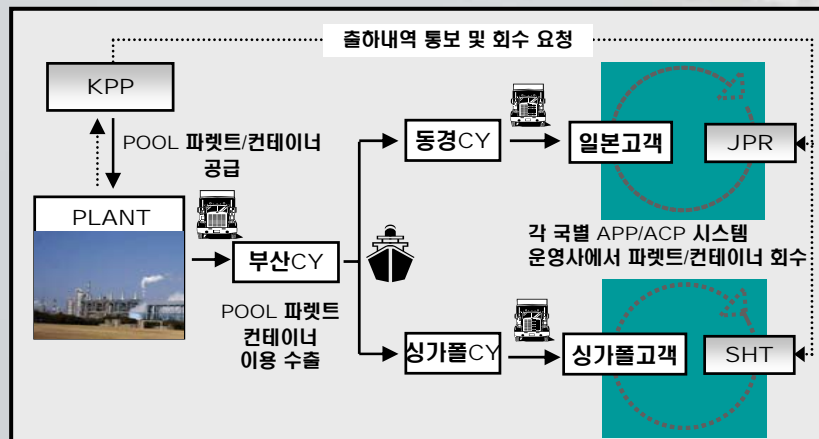 출하내역 통보 및 회수 요청
KPP
POOL 파렛트/컨테이너
공급
PLANT
부산CY
POOL 파렛트
컨테이너
이용 수출
동경CY
일본고객
JPR
각 국별 APP/ACP 시스템
운영사에서 파렛트/컨테이너 회수
싱가폴CY
싱가폴고객
SHT